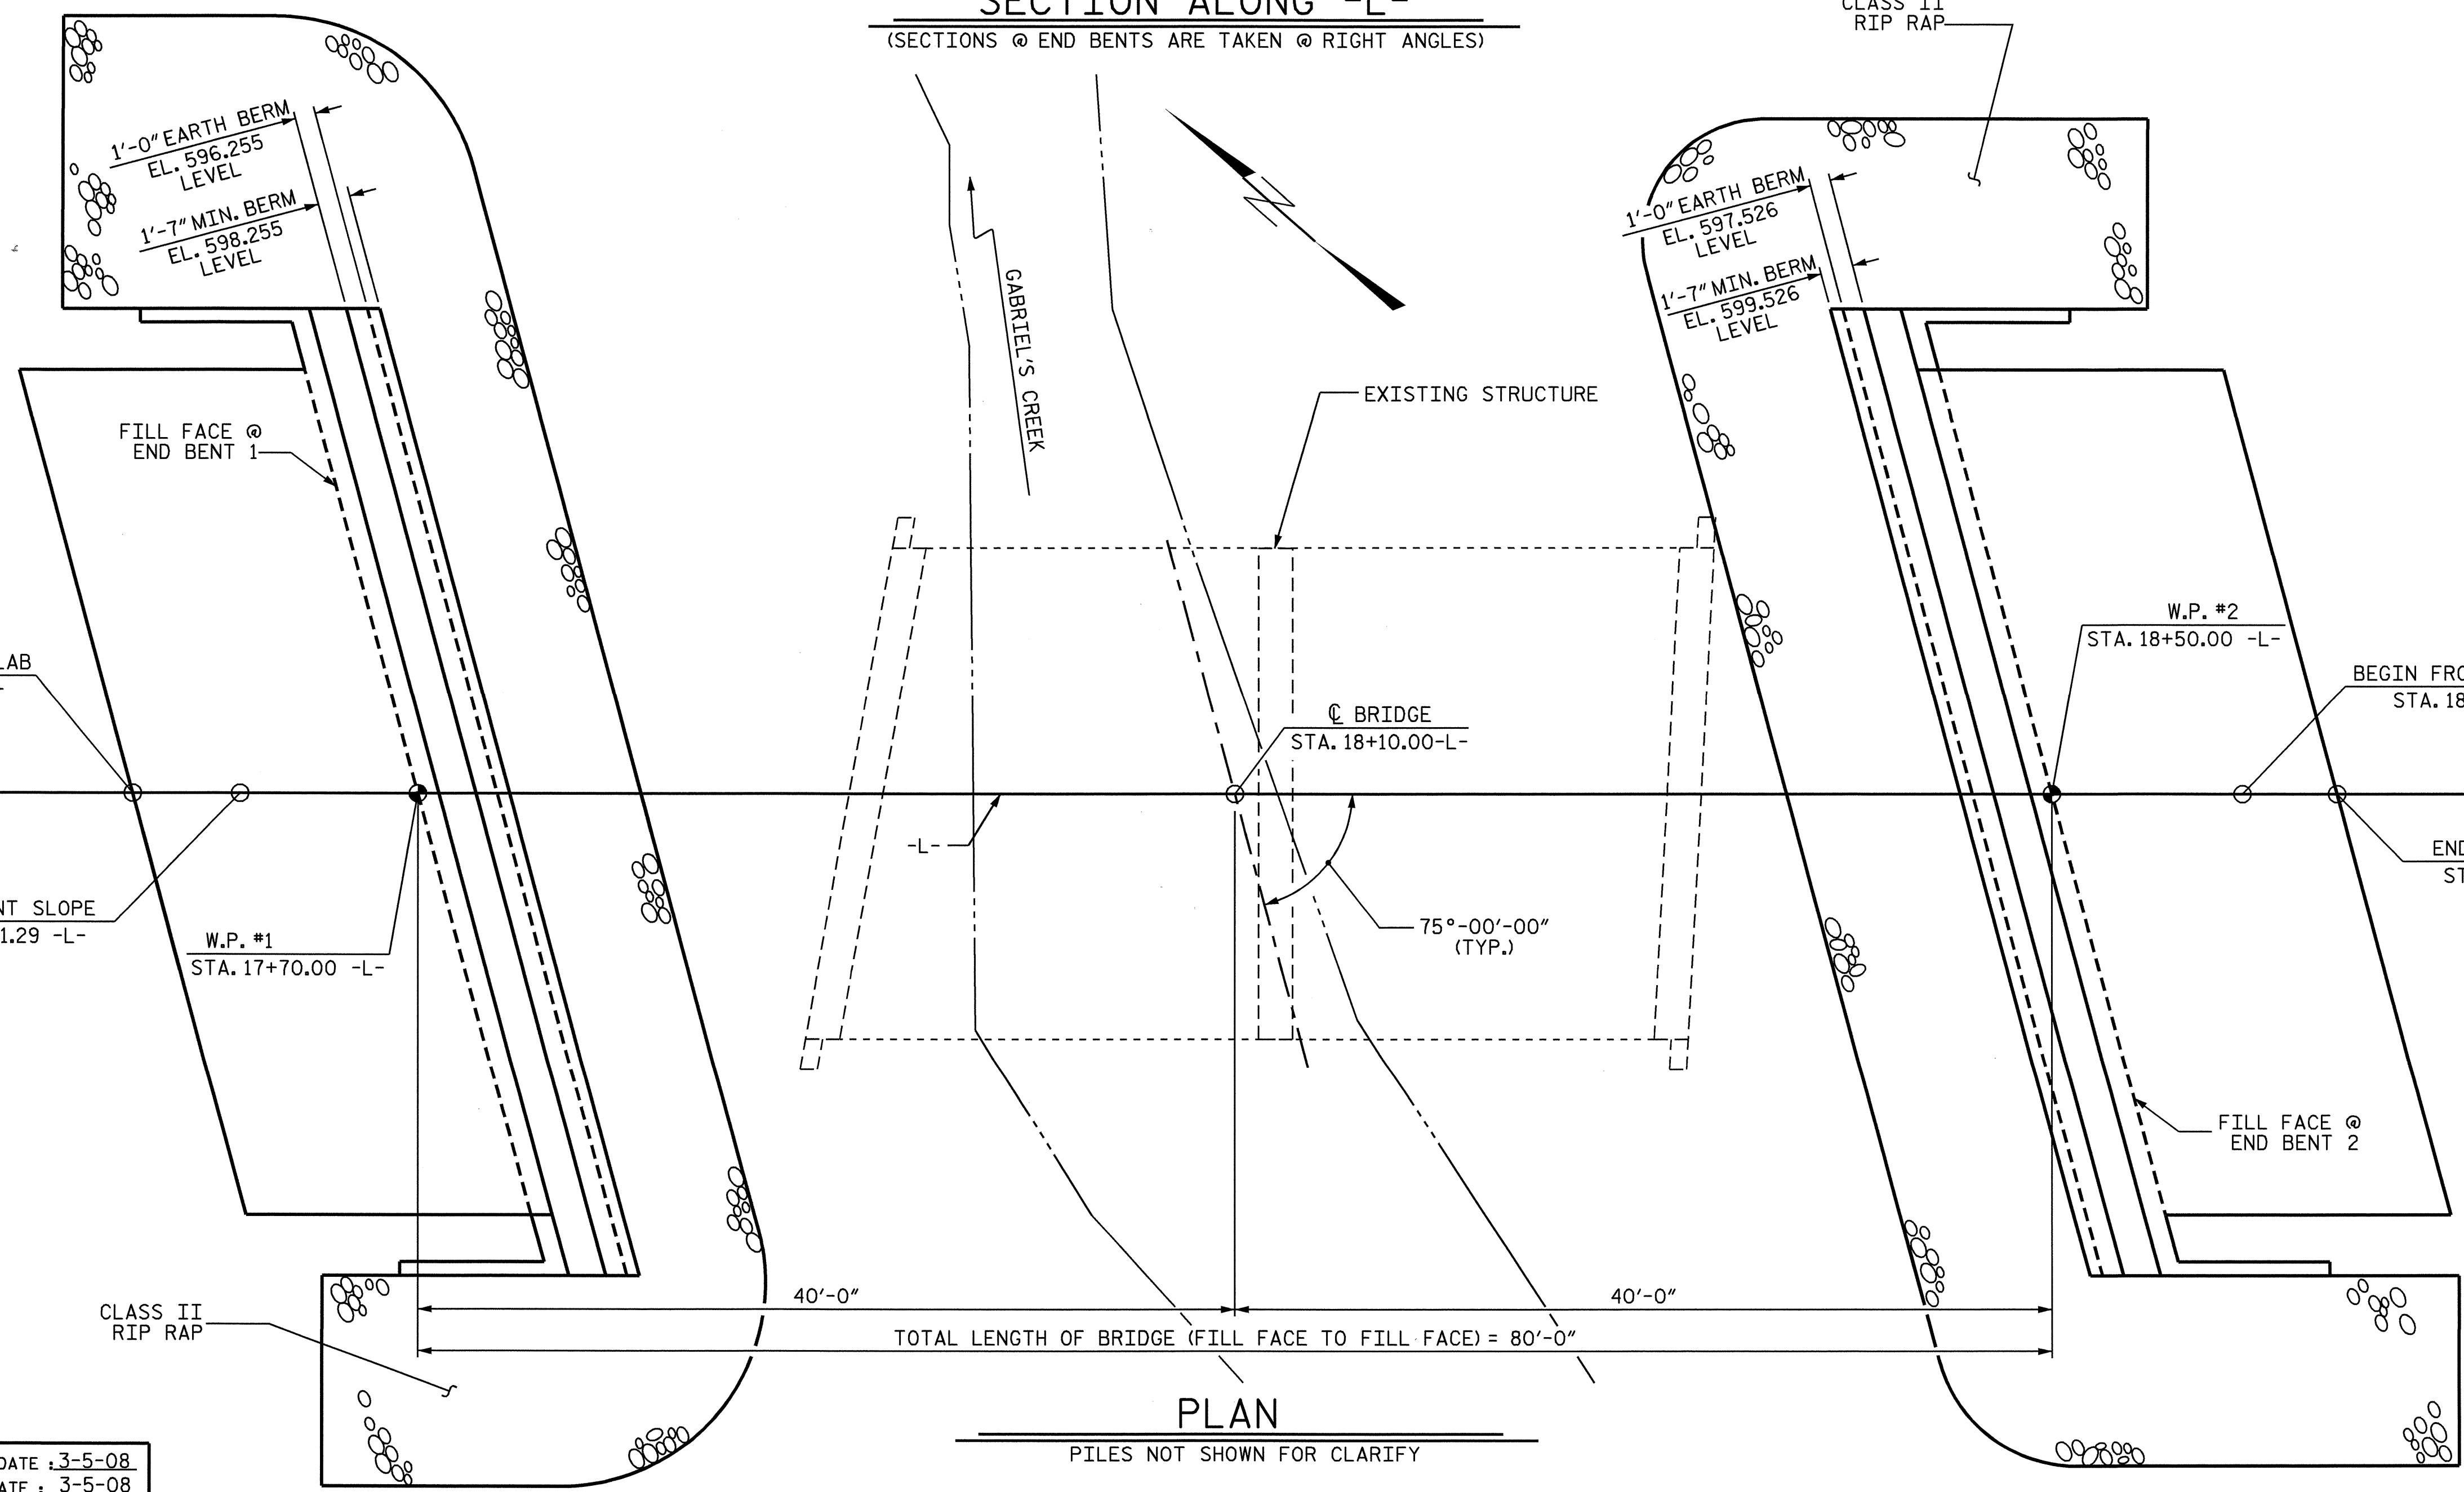 SECTION ALONG -L-
(SECTIONS @ END BENTS ARE TAKEN @ RIGHT ANGLES)
CLASS II
RIP RAP
1'-0" EARTH BERM
EL. 596.255
LEVEL
1'-7" MIN. BERM
EL. 598.255
LEVEL
1'-0" EARTH BERM
EL. 597.526
LEVEL
1'-7" MIN. BERM
EL. 599.526
LEVEL
GABRIEL'S CREEK
EXISTING STRUCTURE
FILL FACE @
END BENT 1
W.P. #2
STA. 18+50.00 -L-
LAB
BEGIN FRO
STA. 18
℄ BRIDGE
STA. 18+10.00-L-
-L-
END
ST
NT SLOPE
1.29 -L-
W.P. #1
STA. 17+70.00 -L-
75°-00'-00"
(TYP.)
FILL FACE @
END BENT 2
CLASS II
RIP RAP
40'-0"
40'-0"
TOTAL LENGTH OF BRIDGE (FILL FACE TO FILL FACE) = 80'-0"
PLAN
PILES NOT SHOWN FOR CLARIFY
DATE : 3-5-08
ATE : 3-5-08